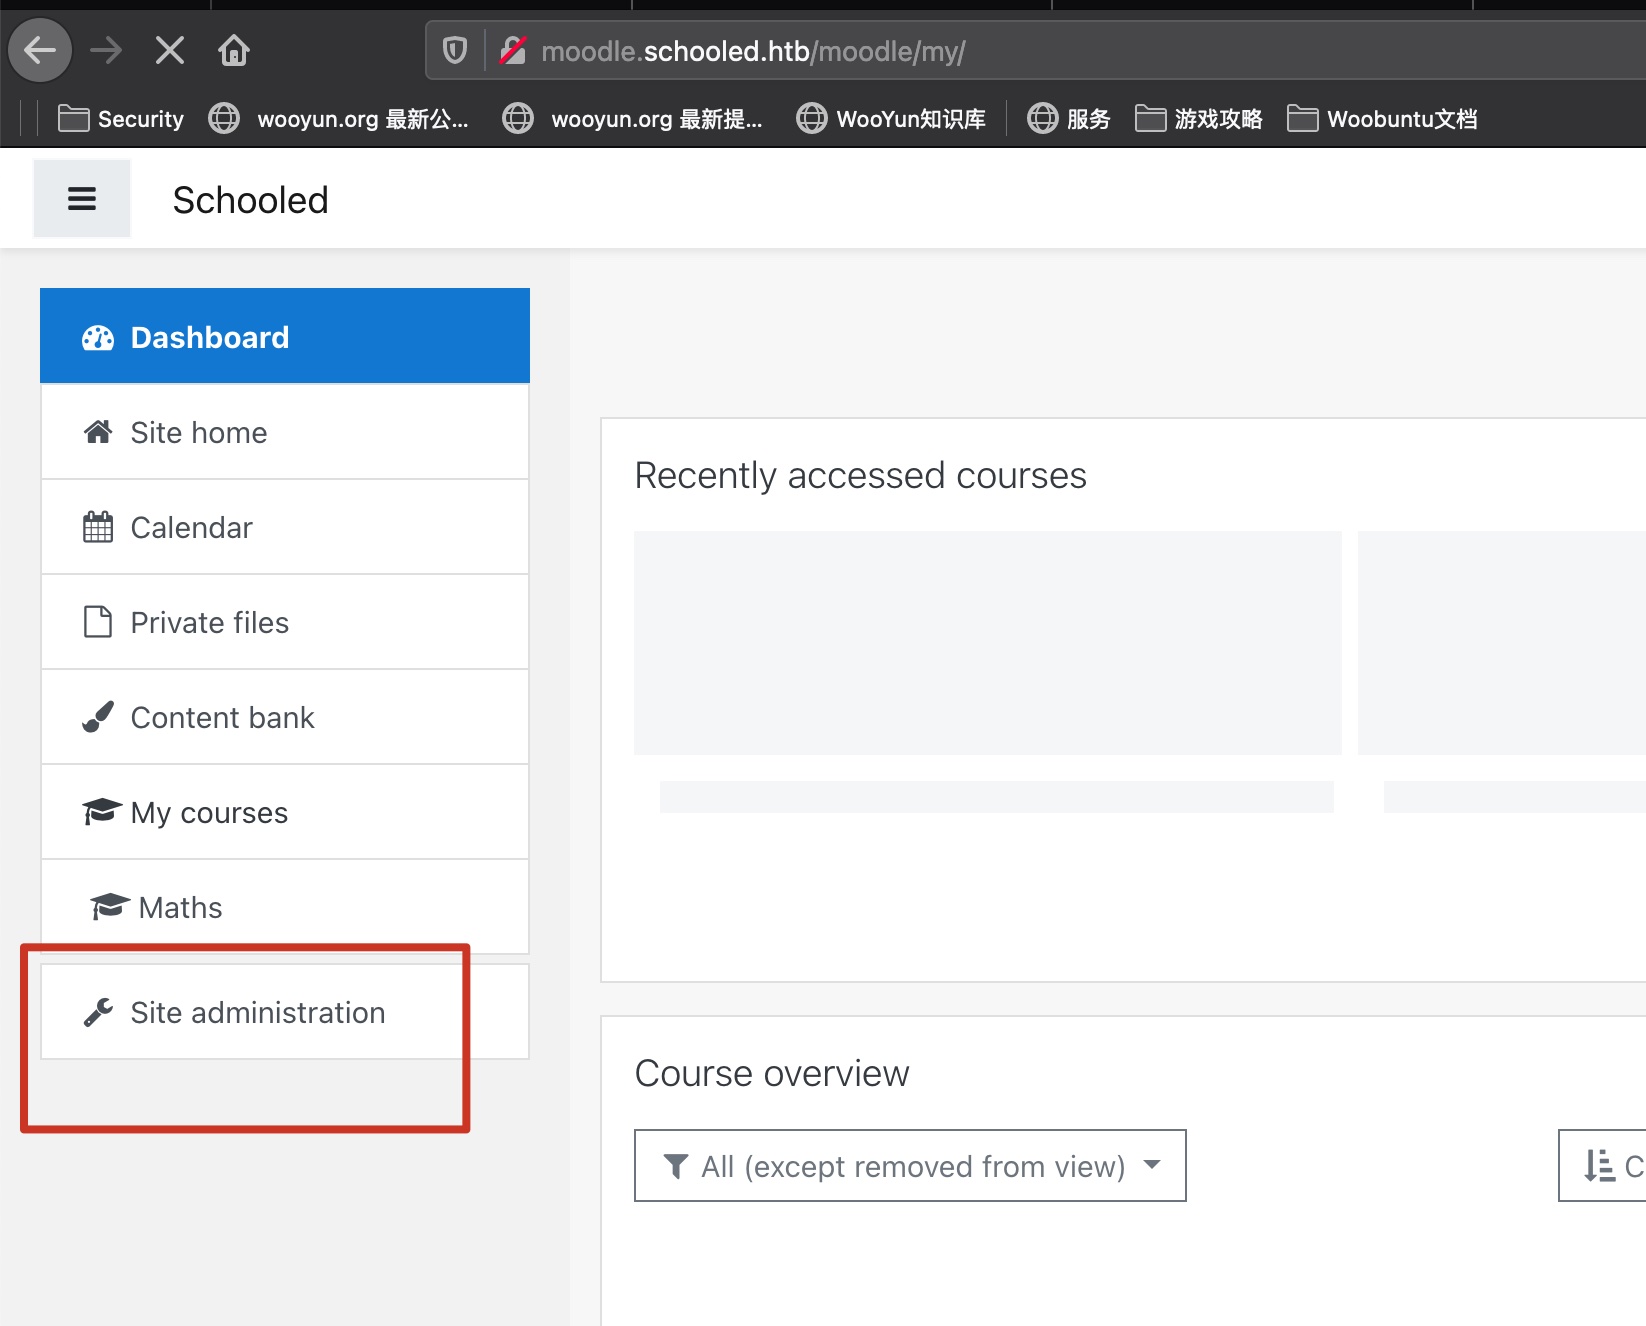 moodle.schooled.htb/moodle/my/
Security wooyun.org 最新公... wooyun.org 最新提... WooYun知识库 服务 游戏攻略 Woobuntu文档
Schooled
Dashboard
Site home
Calendar
Private files
Content bank
My courses
Maths
Site administration
Recently accessed courses
Course overview
All (except removed from view)
C